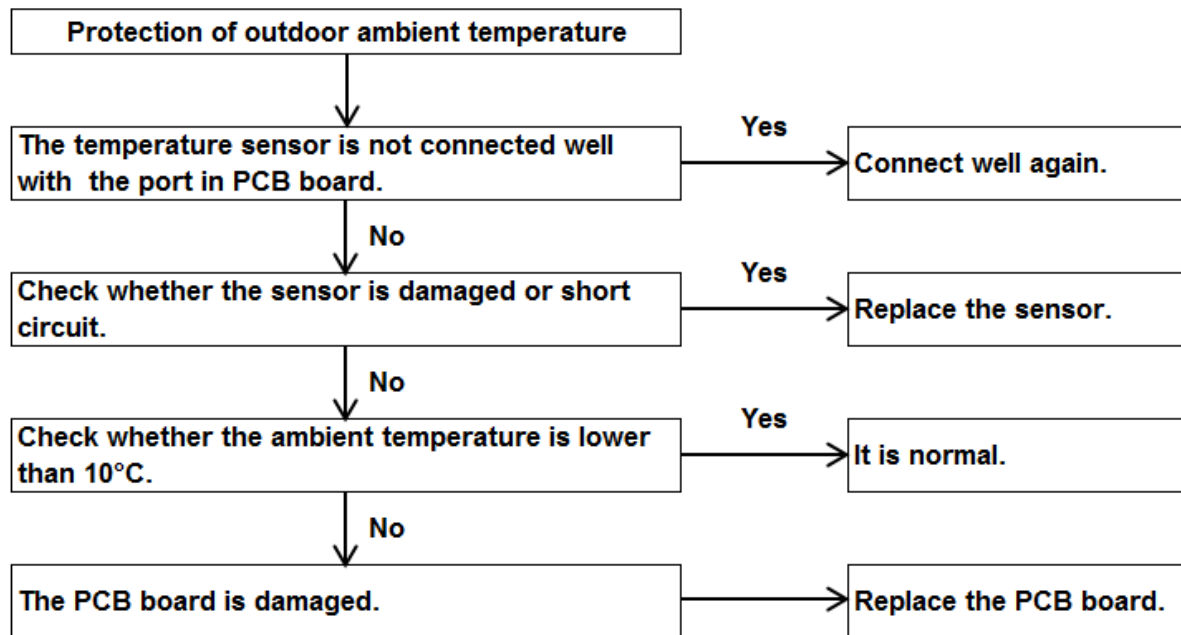 Protection of outdoor ambient temperature
The temperature sensor is not connected well
with the port in PCB board.
Yes
Connect well again.
No
Check whether the sensor is damaged or short
circuit.
Yes
Replace the sensor.
No
Check whether the ambient temperature is lower
than 10°C.
Yes
It is normal.
No
The PCB board is damaged.
Replace the PCB board.